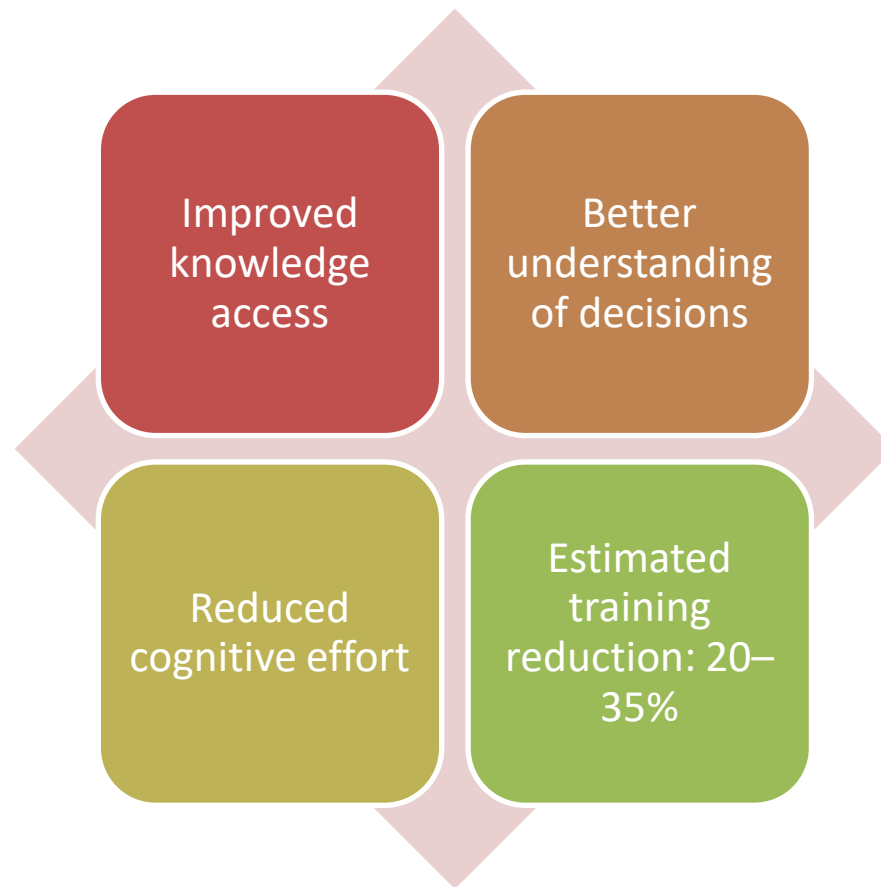 Improved
knowledge
access
Better
understanding
of decisions
Reduced
cognitive effort
Estimated
training
reduction: 20–
35%